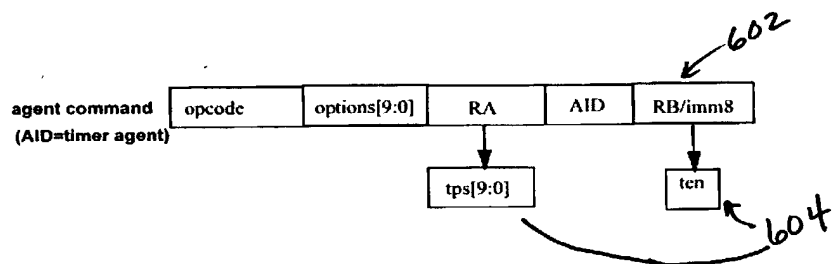 602
agent command opcode options[9:0] RA AID RB/imm8
(AID=timer agent)
tps[9:0] ten
604